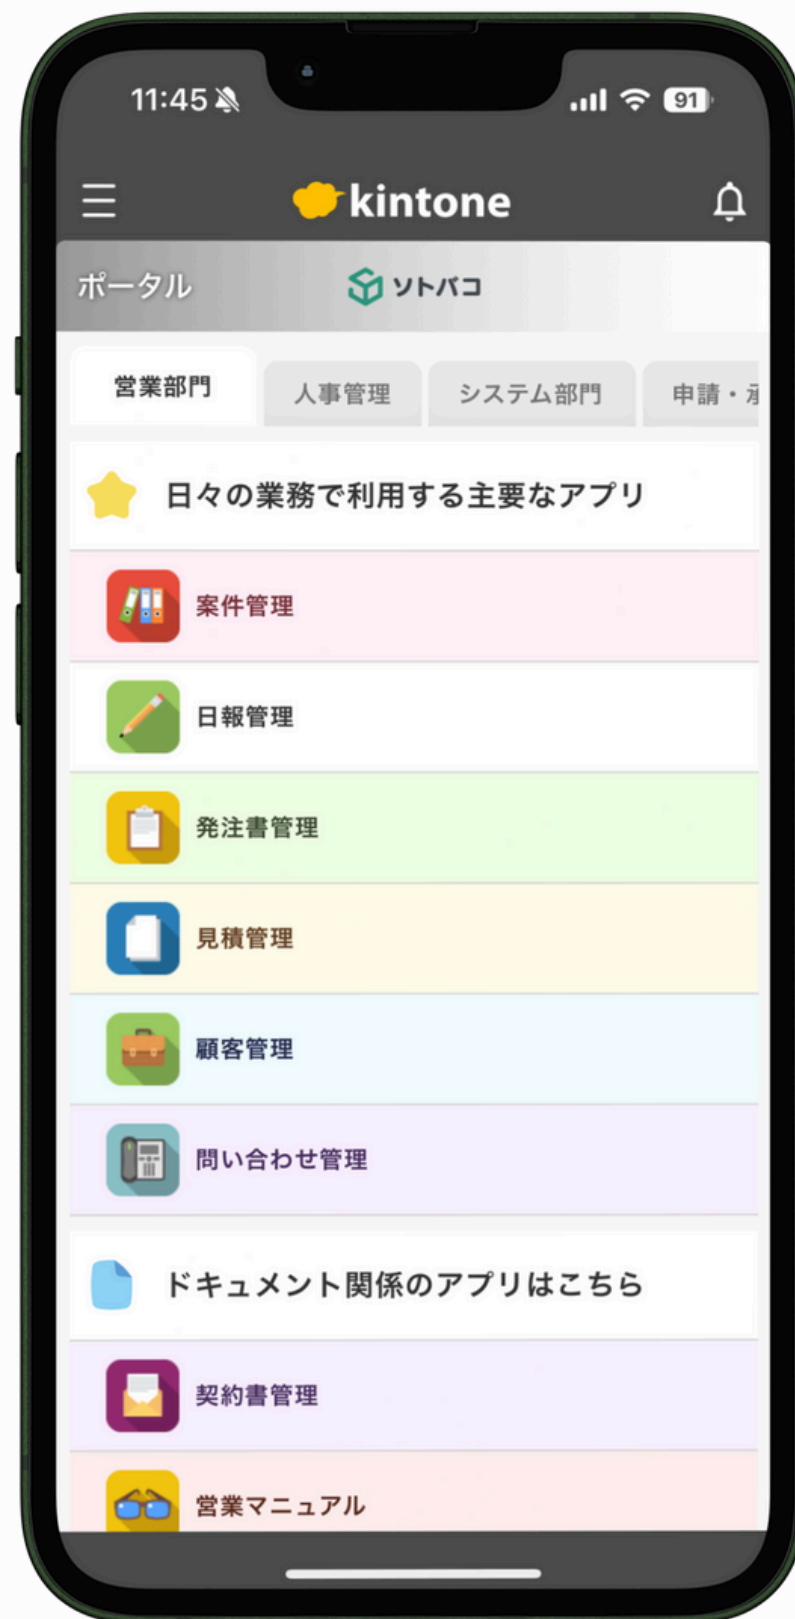 11:45
91
kintone
ポータル
ソトバコ
営業部門 人事管理 システム部門 申請・
日々の業務で利用する主要なアプリ
案件管理
日報管理
発注書管理
見積管理
顧客管理
問い合わせ管理
ドキュメント関係のアプリはこちら
契約書管理
営業マニュアル